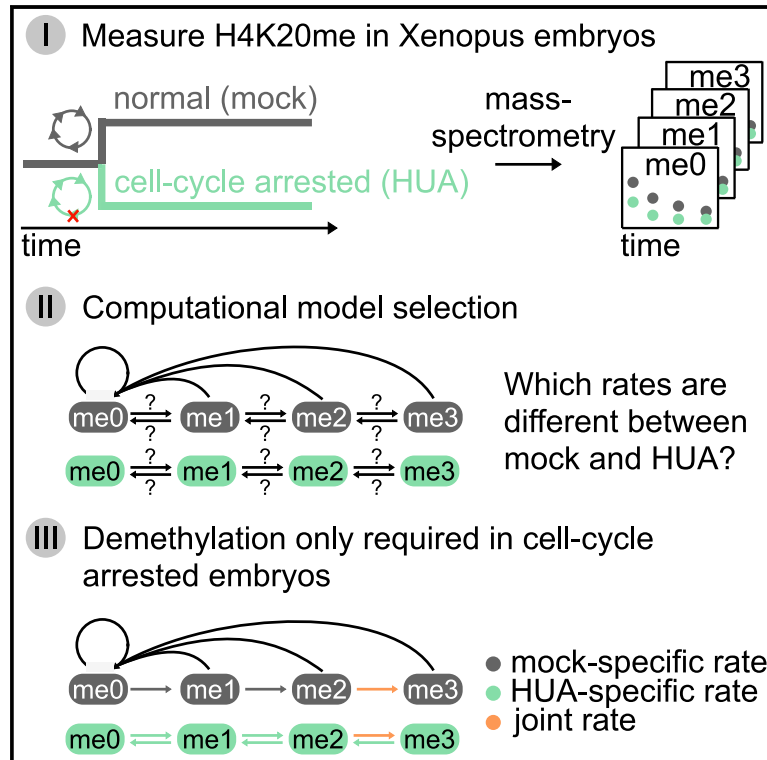 I Measure H4K20me in Xenopus embryos
normal (mock)
cell-cycle arrested (HUA)
time
mass-
spectrometry
me3
me2
me1
me0
time
II Computational model selection
? ? ?
me0 me1 me2 me3
? ? ?
? ? ?
me0 me1 me2 me3
? ? ?
Which rates are
different between
mock and HUA?
III Demethylation only required in cell-cycle
arrested embryos
me0 me1 me2 me3
me0 me1 me2 me3
mock-specific rate
HUA-specific rate
joint rate